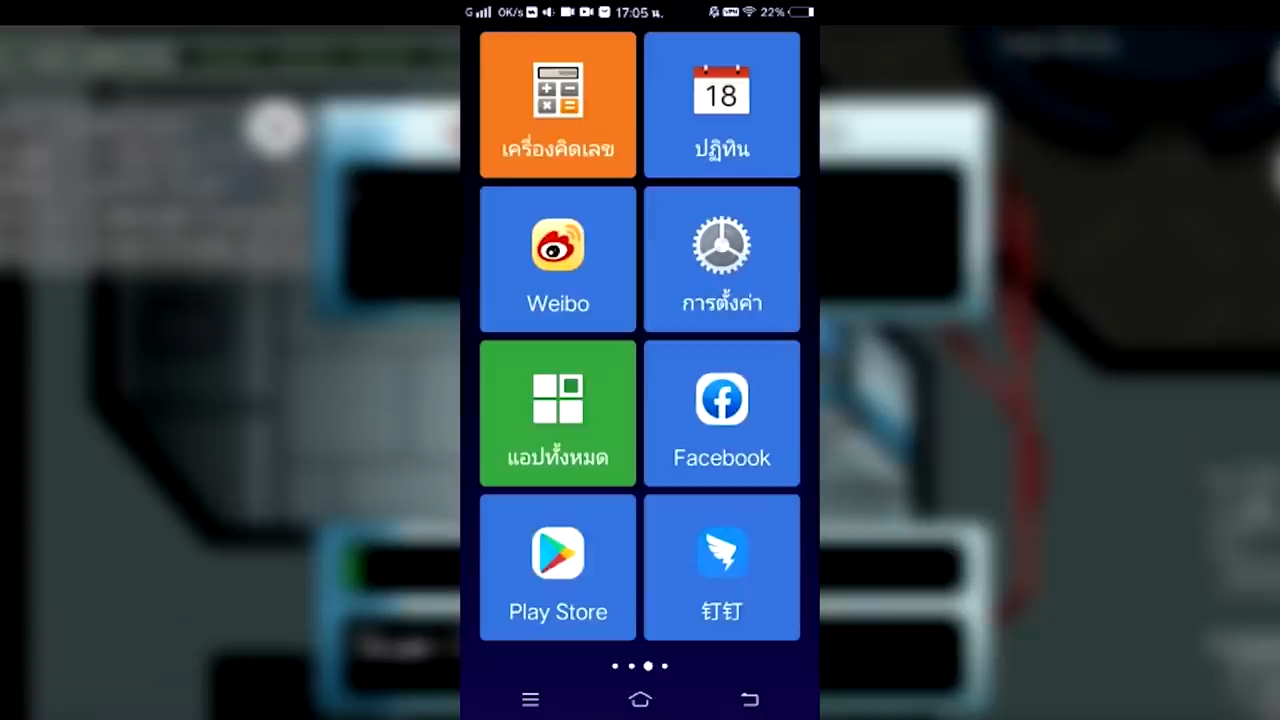 G 0K/s 17:05 น. VPN 22%
18
เครื่องคิดเลข
ปฏิทิน
Weibo
การตั้งค่า
แอปทั้งหมด
Facebook
Play Store
钉钉